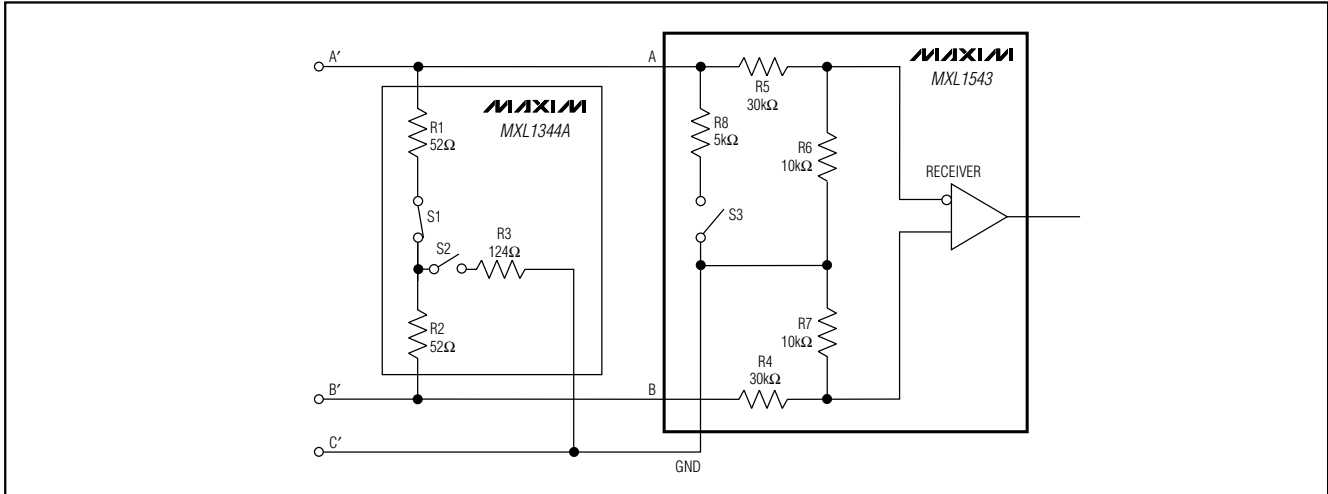 A′
A
MAXIM
MXL1543
R5
30kΩ
MAXIM
MXL1344A
R1
52Ω
R8
5kΩ
R6
10kΩ
RECEIVER
S1
S3
S2
R3
124Ω
R2
52Ω
R7
10kΩ
R4
30kΩ
B′
B
C′
GND